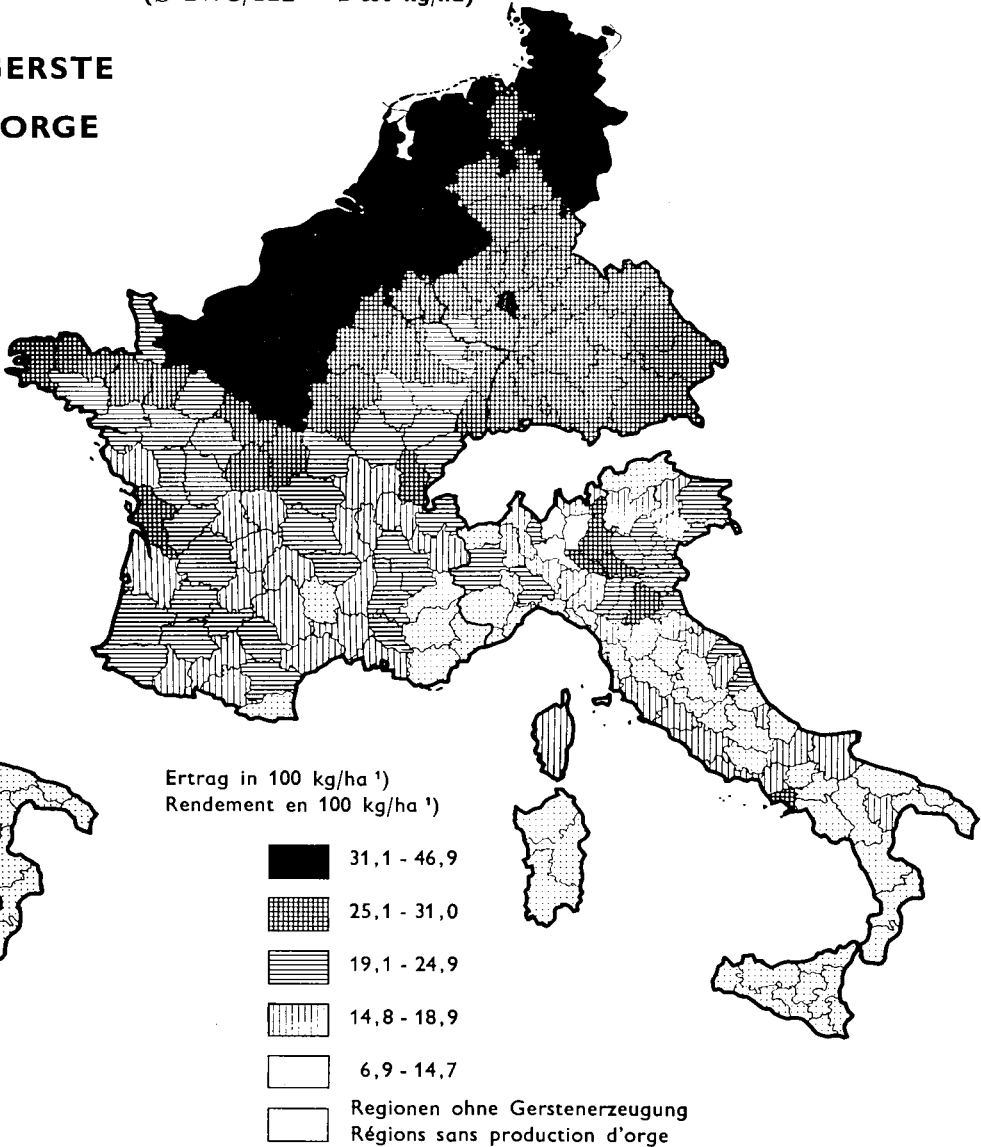 ORGE
Ertrag in 100 kg/ha ¹)
Rendement en 100 kg/ha ¹)
31,1 - 46,9
25,1 - 31,0
19,1 - 24,9
14,8 - 18,9
6,9 - 14,7
Regionen ohne Gerstenerzeugung
Régions sans production d'orge